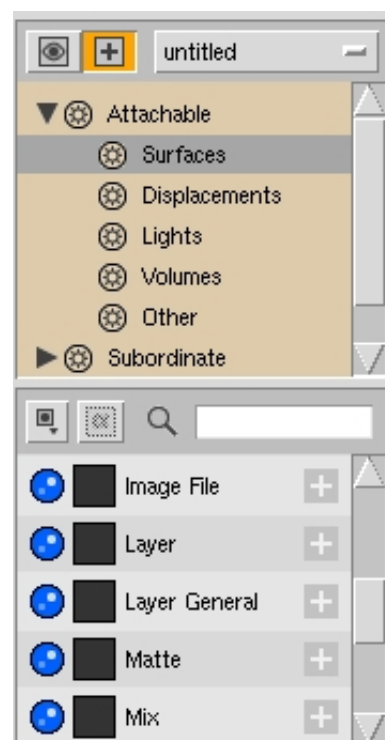 untitled
Attachable
Surfaces
Displacements
Lights
Volumes
Other
Subordinate
Image File
Layer
Layer General
Matte
Mix